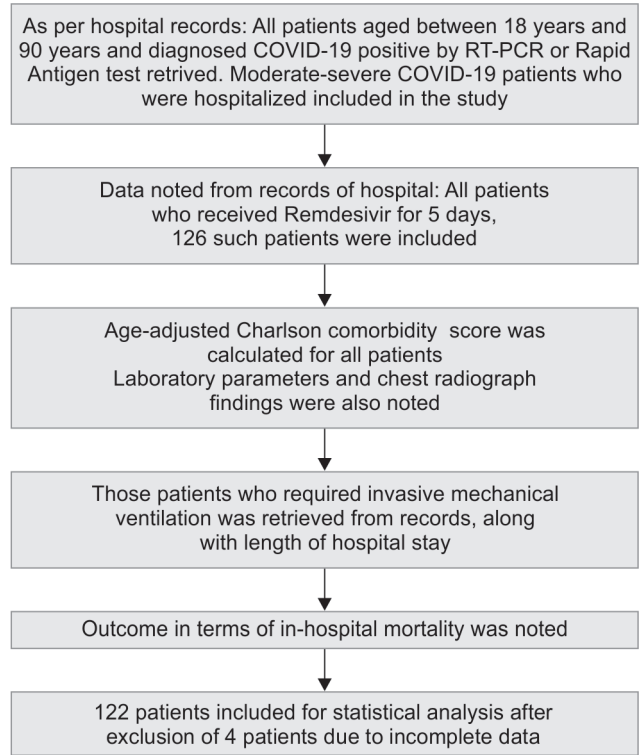 As per hospital records: All patients aged between 18 years and
90 years and diagnosed COVID-19 positive by RT-PCR or Rapid
Antigen test retrived. Moderate-severe COVID-19 patients who
were hospitalized included in the study
Data noted from records of hospital: All patients
who received Remdesivir for 5 days,
126 such patients were included
Age-adjusted Charlson comorbidity score was
calculated for all patients
Laboratory parameters and chest radiograph
findings were also noted
Those patients who required invasive mechanical
ventilation was retrieved from records, along
with length of hospital stay
Outcome in terms of in-hospital mortality was noted
122 patients included for statistical analysis after
exclusion of 4 patients due to incomplete data